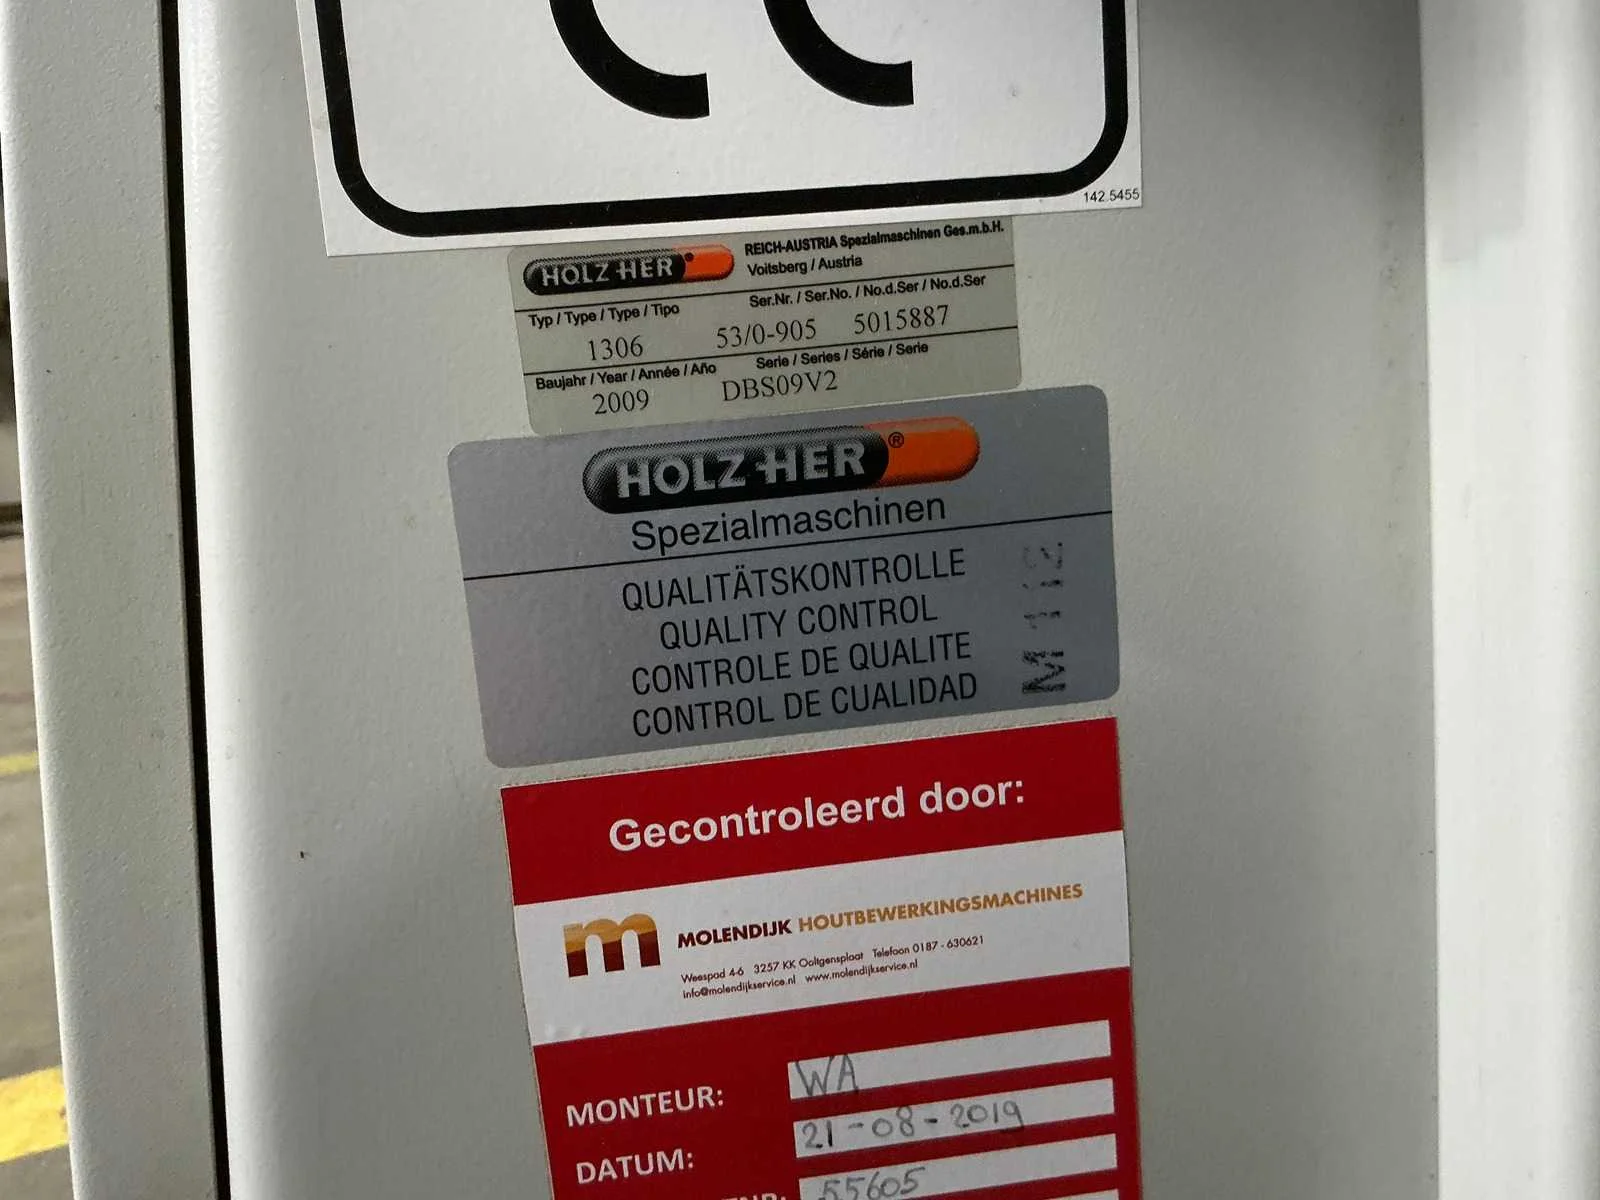 CE
142.5455
HOLZ-HER® REICH-AUSTRIA Spezialmaschinen Ges.m.b.H.
Voitsberg / Austria
Typ / Type / Type / Tipo Ser.Nr. / Ser.No. / No.d.Ser / No.d.Ser
1306 53/0-905 5015887
Baujahr / Year / Année / Año Serie / Series / Série / Serie
2009 DBS09V2
HOLZ-HER®
Spezialmaschinen
QUALITÄTSKONTROLLE
QUALITY CONTROL
CONTROLE DE QUALITE
CONTROL DE CUALIDAD
Gecontroleerd door:
m MOLENDIJK HOUTBEWERKINGSMACHINES
Weespad 4-6 3257 KK Ooltgensplaat Telefoon 0187 - 630621
info@molendijkservice.nl www.molendijkservice.nl
MONTEUR: WA
DATUM: 21-08-2019
55605